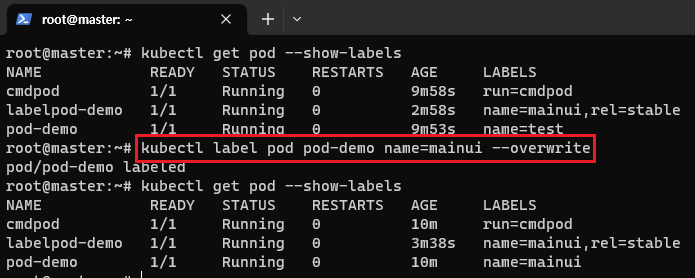 root@master: ~
root@master:~# kubectl get pod --show-labels
NAME READY STATUS RESTARTS AGE LABELS
cmdpod 1/1 Running 0 9m58s run=cmdpod
labelpod-demo 1/1 Running 0 2m58s name=mainui,rel=stable
pod-demo 1/1 Running 0 9m53s name=test
root@master:~# kubectl label pod pod-demo name=mainui --overwrite
pod/pod-demo labeled
root@master:~# kubectl get pod --show-labels
NAME READY STATUS RESTARTS AGE LABELS
cmdpod 1/1 Running 0 10m run=cmdpod
labelpod-demo 1/1 Running 0 3m38s name=mainui,rel=stable
pod-demo 1/1 Running 0 10m name=mainui
root@master:~#